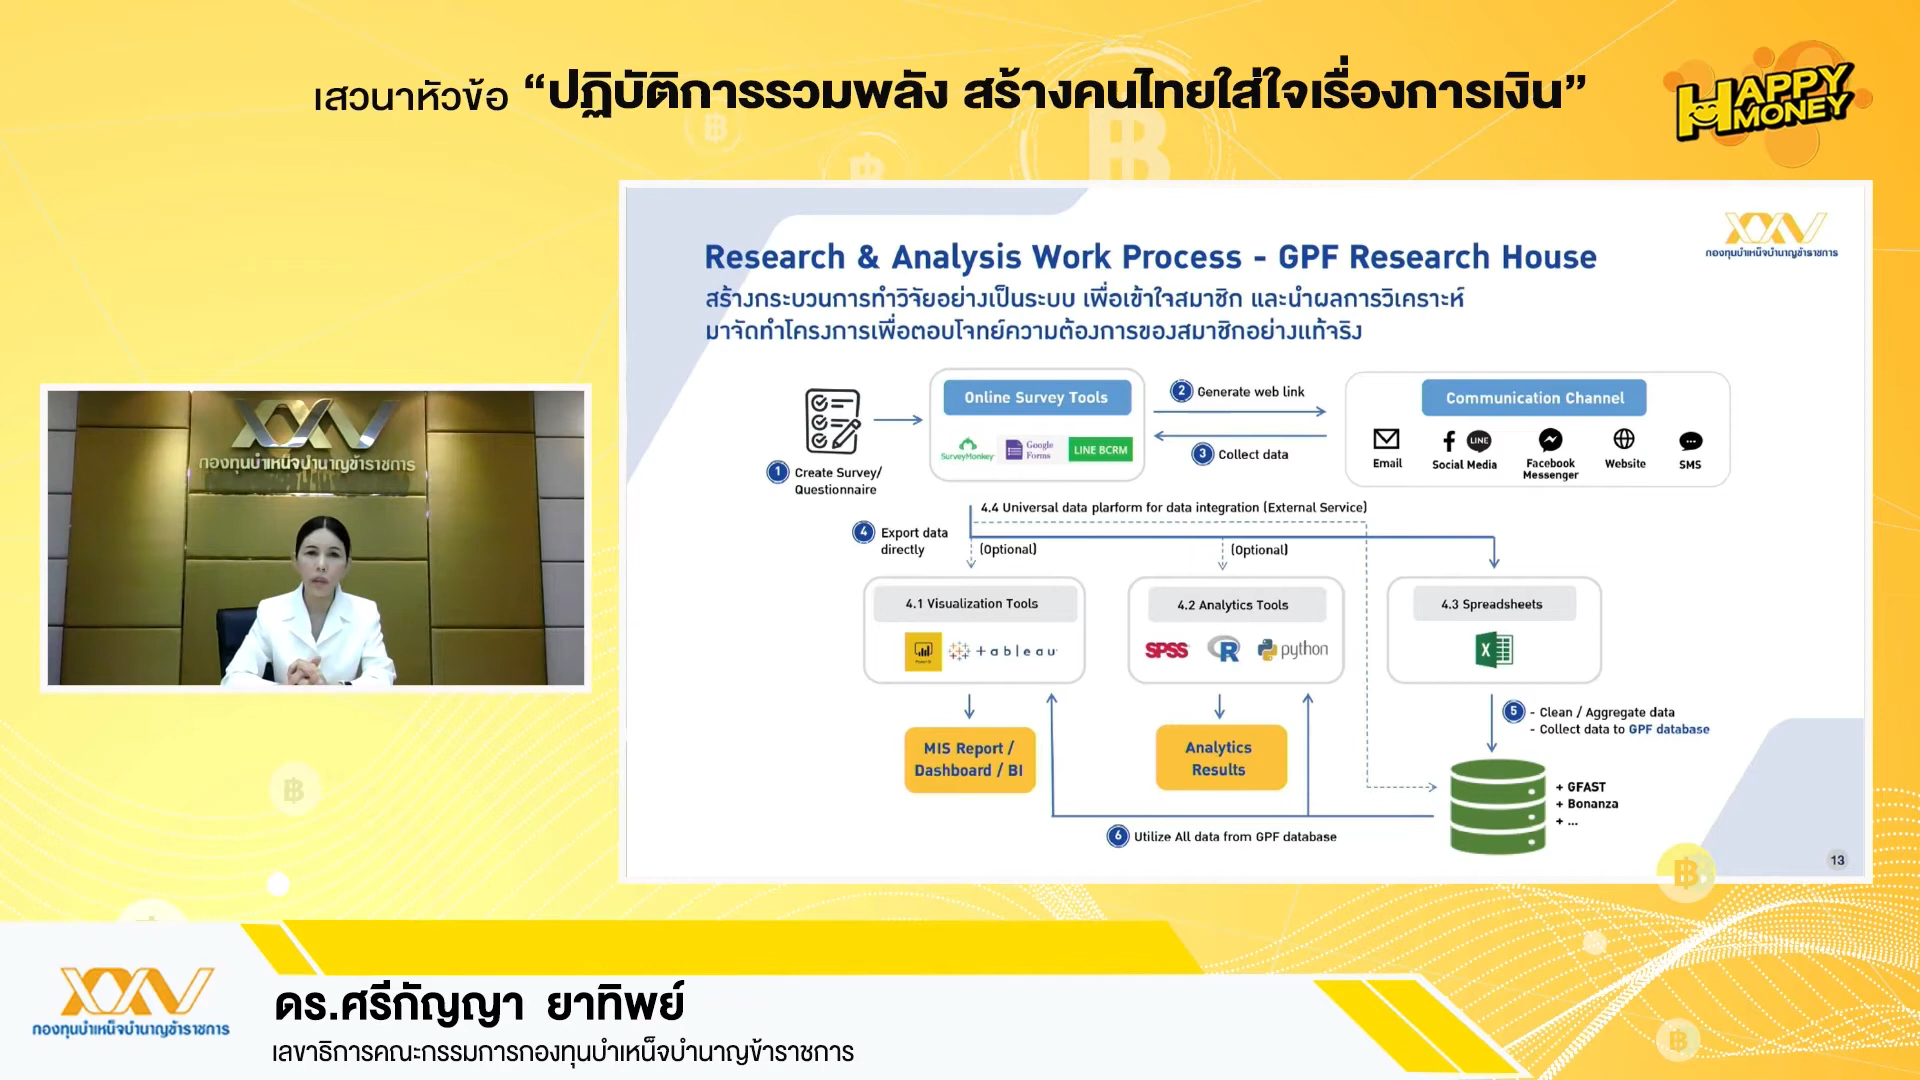 เสวนาหัวข้อ “ปฏิบัติการรวมพลัง สร้างคนไทยใส่ใจเรื่องการเงิน”
HAPPY
MONEY
กองทุนบำเหน็จบำนาญข้าราชการ
Research & Analysis Work Process - GPF Research House
สร้างกระบวนการทำวิจัยอย่างเป็นระบบ เพื่อเข้าใจสมาชิก และนำผลการวิเคราะห์
มาจัดทำโครงการเพื่อตอบโจทย์ความต้องการของสมาชิกอย่างแท้จริง
กองทุนบำเหน็จบำนาญข้าราชการ
1 Create Survey/
Questionnaire
Online Survey Tools
SurveyMonkey
Google
Forms
LINE BCRM
2 Generate web link
3 Collect data
Communication Channel
LINE
Email
Social Media
Facebook
Messenger
Website
SMS
4.4 Universal data plarform for data integration (External Service)
4 Export data
directly
(Optional)
(Optional)
4.1 Visualization Tools
Power BI
+ableau
4.2 Analytics Tools
SPSS
R
python
4.3 Spreadsheets
X
5 - Clean / Aggregate data
- Collect data to GPF database
MIS Report /
Dashboard / BI
Analytics
Results
+ GFAST
+ Bonanza
+ ...
6 Utilize All data from GPF database
13
กองทุนบำเหน็จบำนาญข้าราชการ
ดร.ศรีกัญญา ยาทิพย์
เลขาธิการคณะกรรมการกองทุนบำเหน็จบำนาญข้าราชการ